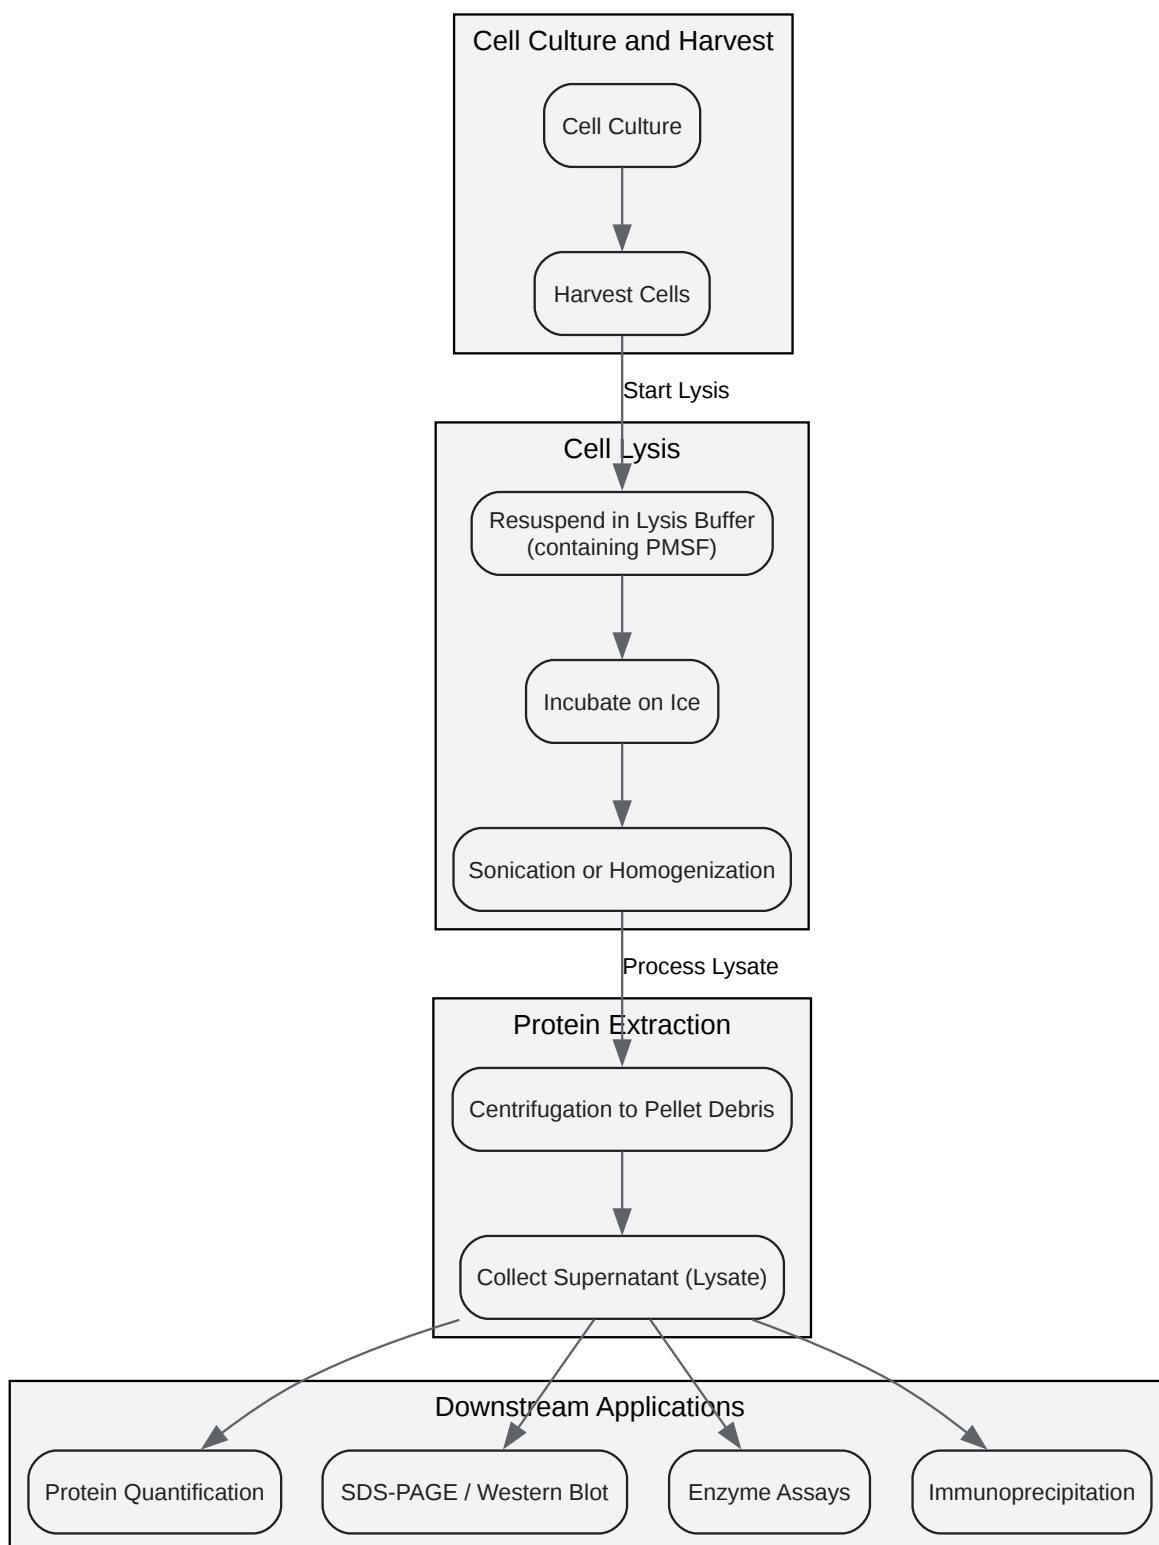 Cell Culture and Harvest
Cell Culture
Harvest Cells
Start Lysis
Cell Lysis
Resuspend in Lysis Buffer
(containing PMSF)
Incubate on Ice
Sonication or Homogenization
Process Lysate
Protein Extraction
Centrifugation to Pellet Debris
Collect Supernatant (Lysate)
Downstream Applications
Protein Quantification
SDS-PAGE / Western Blot
Enzyme Assays
Immunoprecipitation